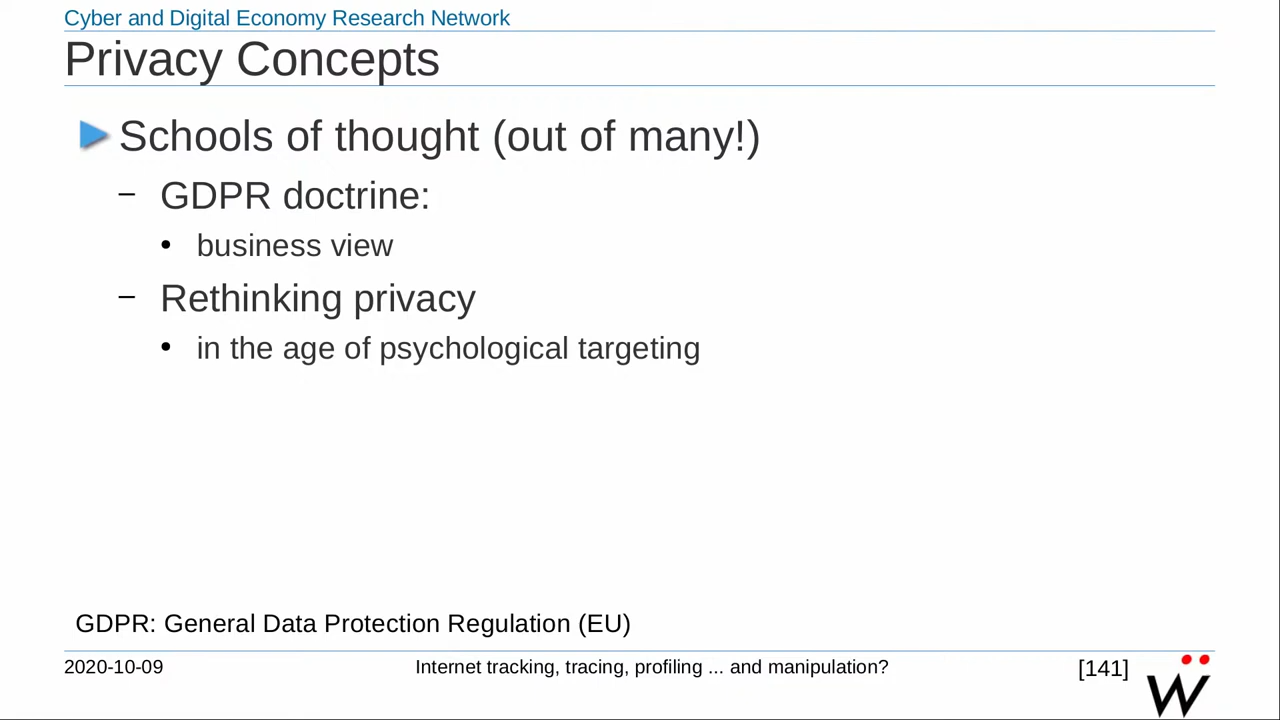 Cyber and Digital Economy Research Network
Privacy Concepts
Schools of thought (out of many!)
– GDPR doctrine:
• business view
– Rethinking privacy
• in the age of psychological targeting
GDPR: General Data Protection Regulation (EU)
2020-10-09 Internet tracking, tracing, profiling ... and manipulation? [141] Ẅ